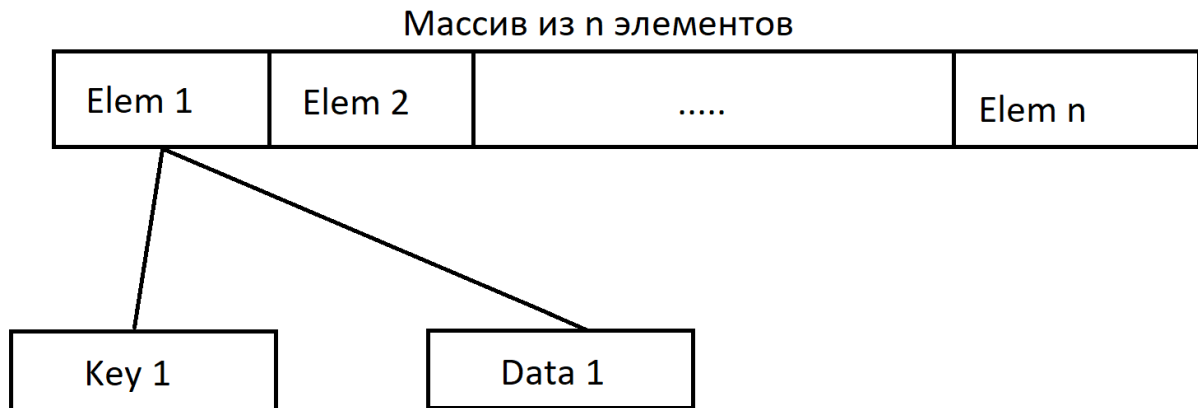 Массив из n элементов
Elem 1 Elem 2 ..... Elem n
Key 1 Data 1